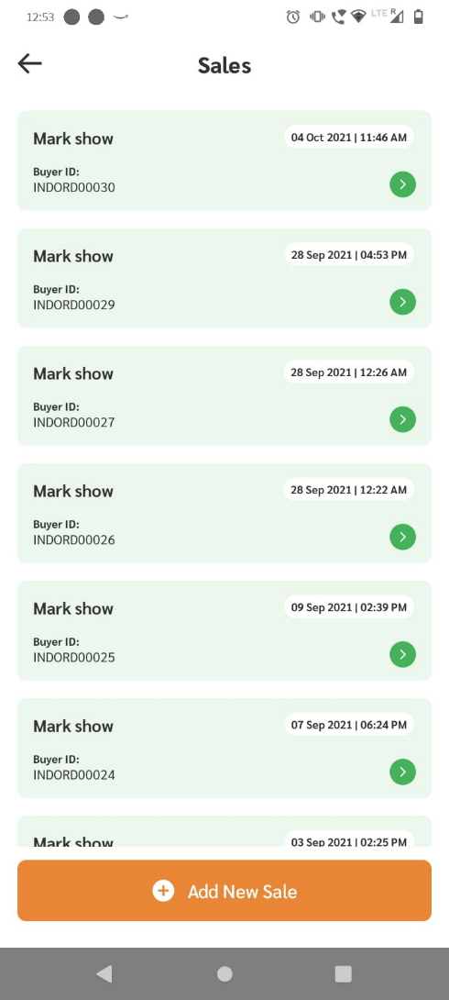 12:53 LTE R
Sales
Mark show 04 Oct 2021 | 11:46 AM
Buyer ID:
INDORD00030
Mark show 28 Sep 2021 | 04:53 PM
Buyer ID:
INDORD00029
Mark show 28 Sep 2021 | 12:26 AM
Buyer ID:
INDORD00027
Mark show 28 Sep 2021 | 12:22 AM
Buyer ID:
INDORD00026
Mark show 09 Sep 2021 | 02:39 PM
Buyer ID:
INDORD00025
Mark show 07 Sep 2021 | 06:24 PM
Buyer ID:
INDORD00024
Mark show 03 Sep 2021 | 02:25 PM
Add New Sale